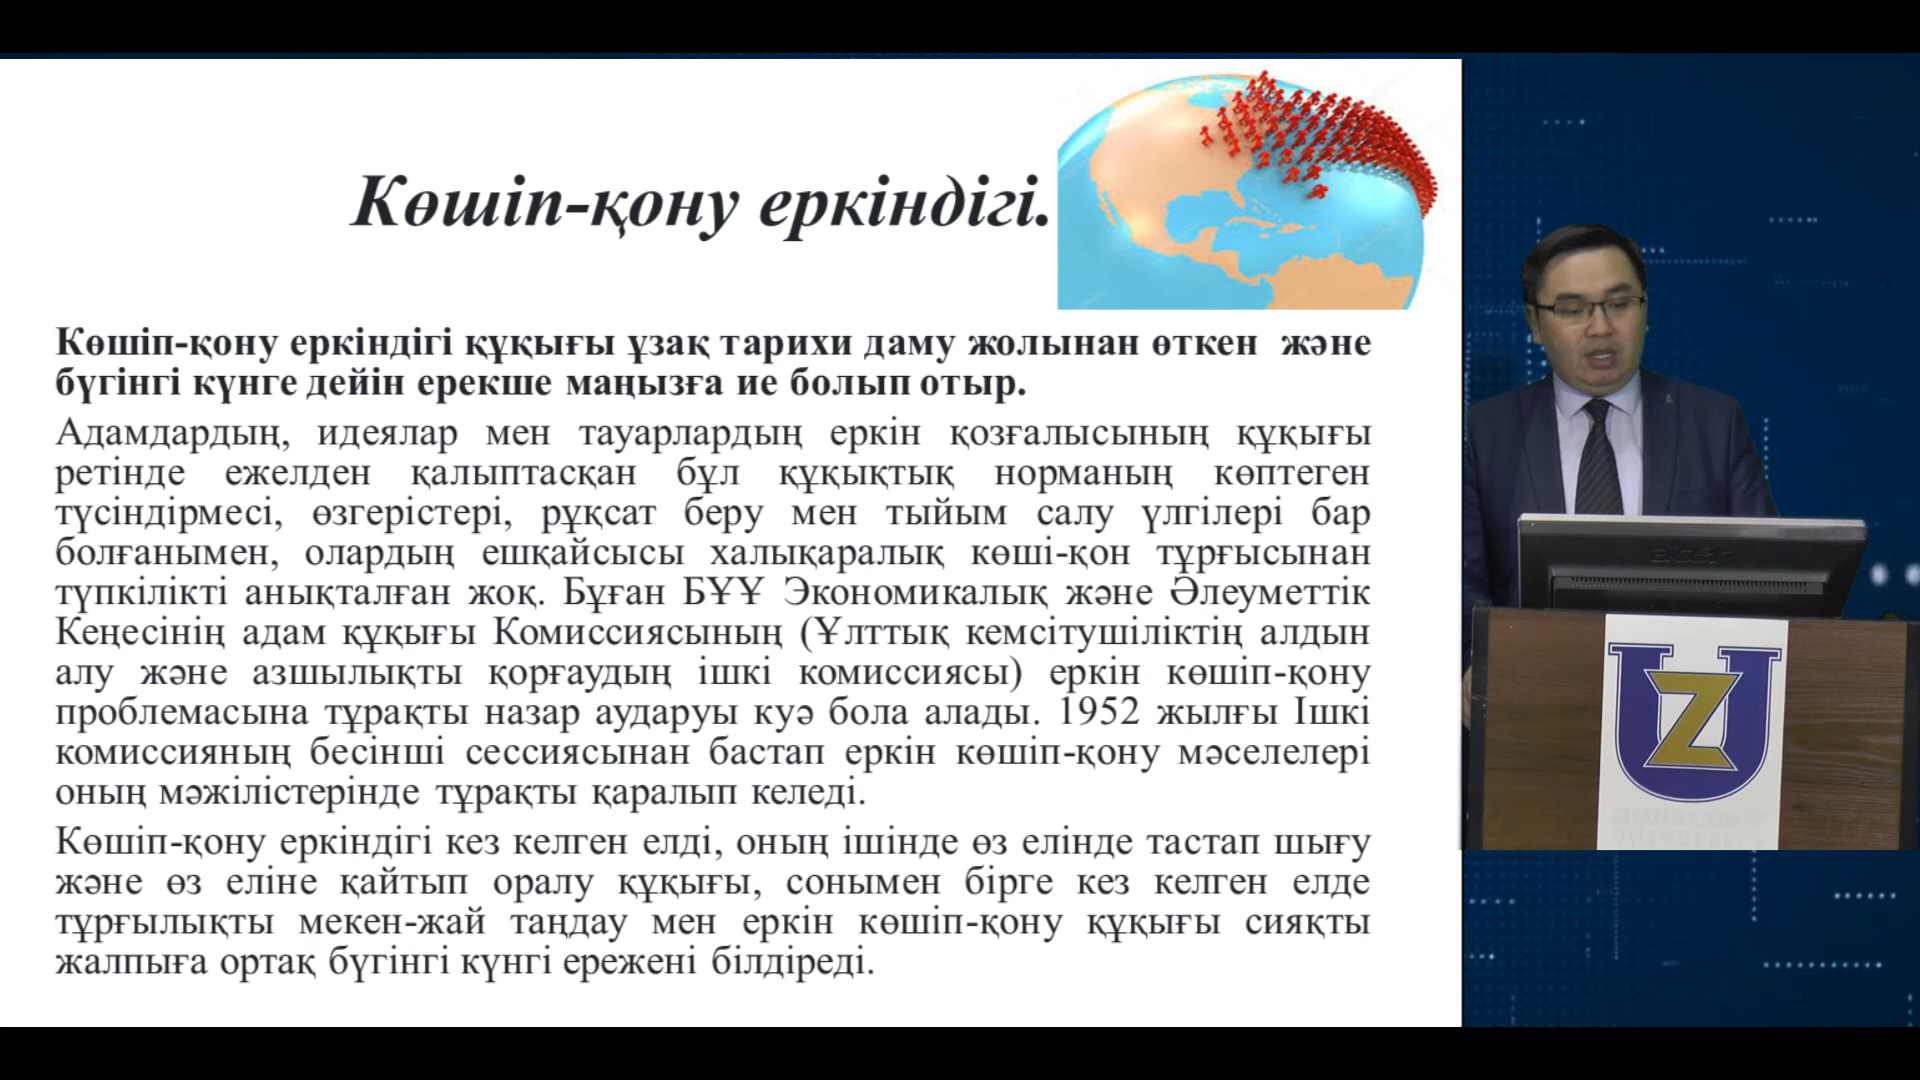 Көшіп-қону еркіндігі.
Көшіп-қону еркіндігі құқығы ұзақ тарихи даму жолынан өткен және
бүгінгі күнге дейін ерекше маңызға ие болып отыр.
Адамдардың, идеялар мен тауарлардың еркін қозғалысының құқығы
ретінде ежелден қалыптасқан бұл құқықтық норманың көптеген
түсіндірмесі, өзгерістері, рұқсат беру мен тыйым салу үлгілері бар
болғанымен, олардың ешқайсысы халықаралық көші-қон тұрғысынан
түпкілікті анықталған жоқ. Бұған БҰҰ Экономикалық және Әлеуметтік
Кеңесінің адам құқығы Комиссиясының (Ұлттық кемсітушіліктің алдын
алу және азшылықты қорғаудың ішкі комиссиясы) еркін көшіп-қону
проблемасына тұрақты назар аударуы куә бола алады. 1952 жылғы Ішкі
комиссияның бесінші сессиясынан бастап еркін көшіп-қону мәселелері
оның мәжілістерінде тұрақты қаралып келеді.
Көшіп-қону еркіндігі кез келген елді, оның ішінде өз елінде тастап шығу
және өз еліне қайтып оралу құқығы, сонымен бірге кез келген елде
тұрғылықты мекен-жай таңдау мен еркін көшіп-қону құқығы сияқты
жалпыға ортақ бүгінгі күнгі ережені білдіреді.
acer
UZ